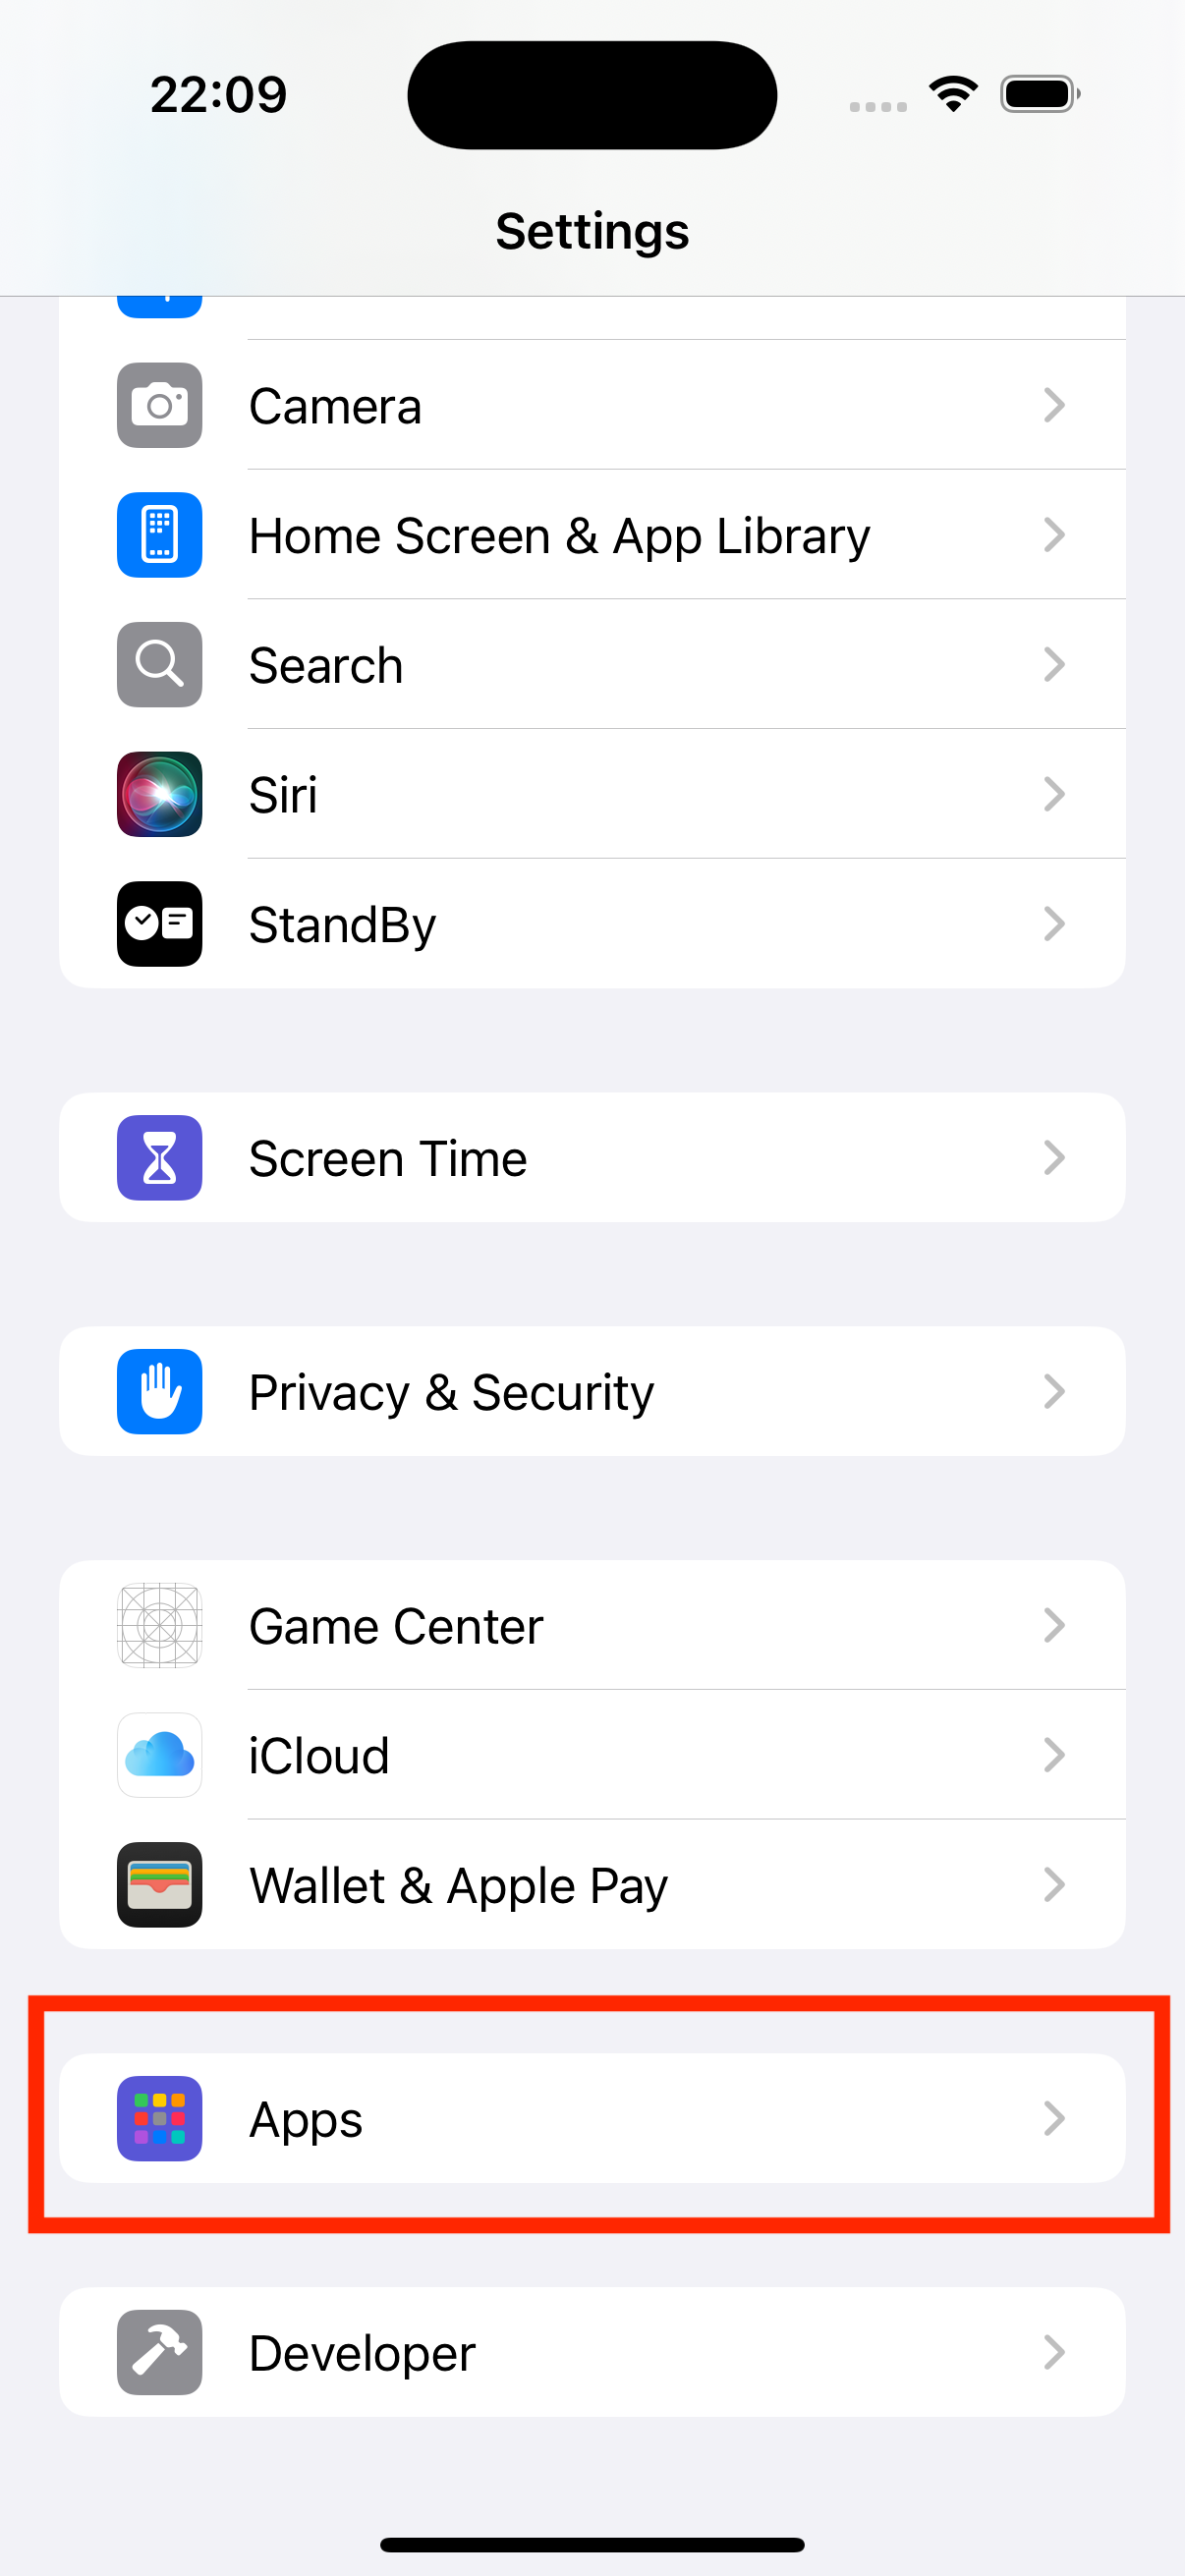 22:09
Settings
Camera
Home Screen & App Library
Search
Siri
StandBy
Screen Time
Privacy & Security
Game Center
iCloud
Wallet & Apple Pay
Apps
Developer